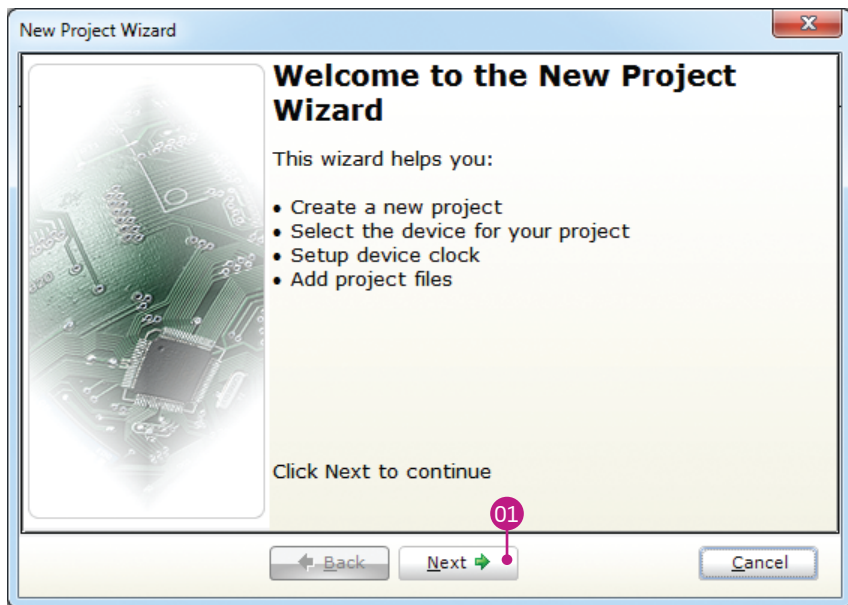 New Project Wizard
Welcome to the New Project
Wizard
This wizard helps you:
• Create a new project
• Select the device for your project
• Setup device clock
• Add project files
Click Next to continue
01
Back Next Cancel